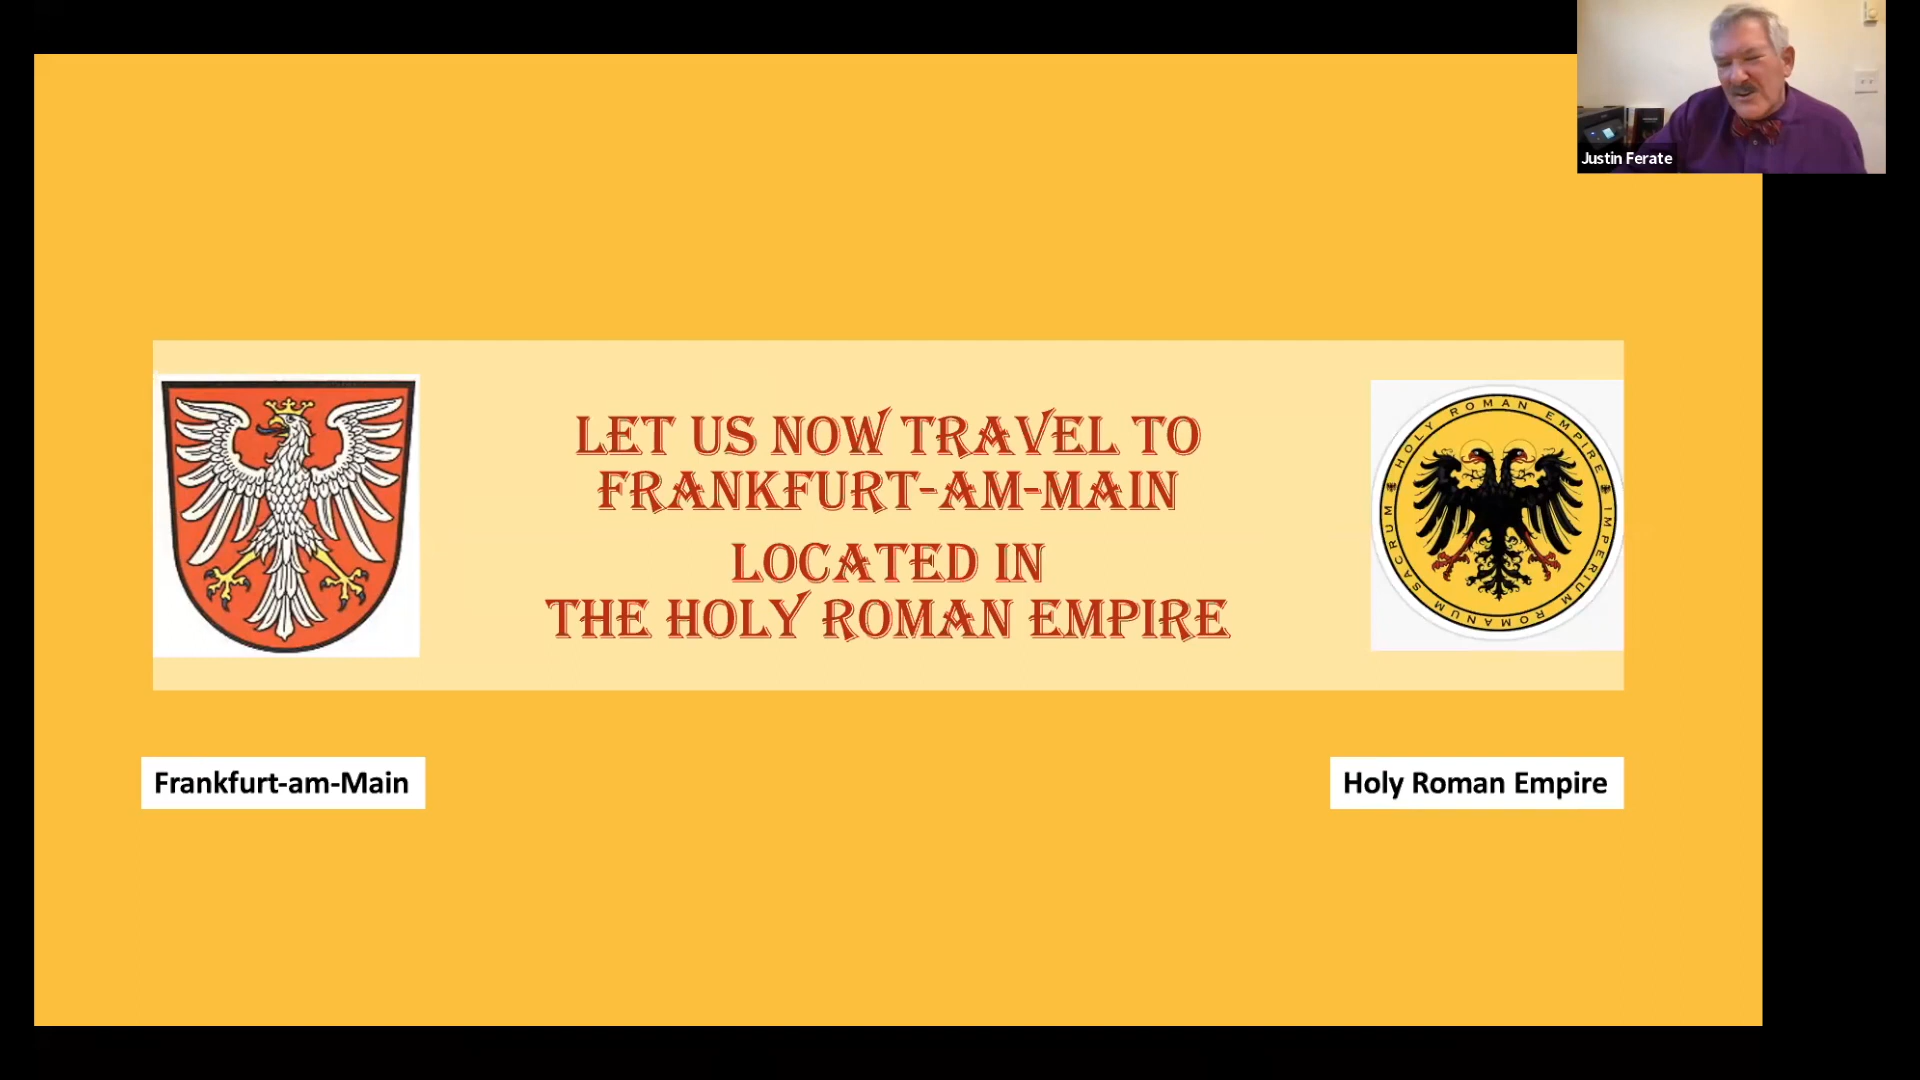 Justin Ferate
LET US NOW TRAVEL TO
FRANKFURT-AM-MAIN
LOCATED IN
THE HOLY ROMAN EMPIRE
HOLY ROMAN EMPIRE
SACRUM ROMANUM IMPERIUM
Frankfurt-am-Main
Holy Roman Empire